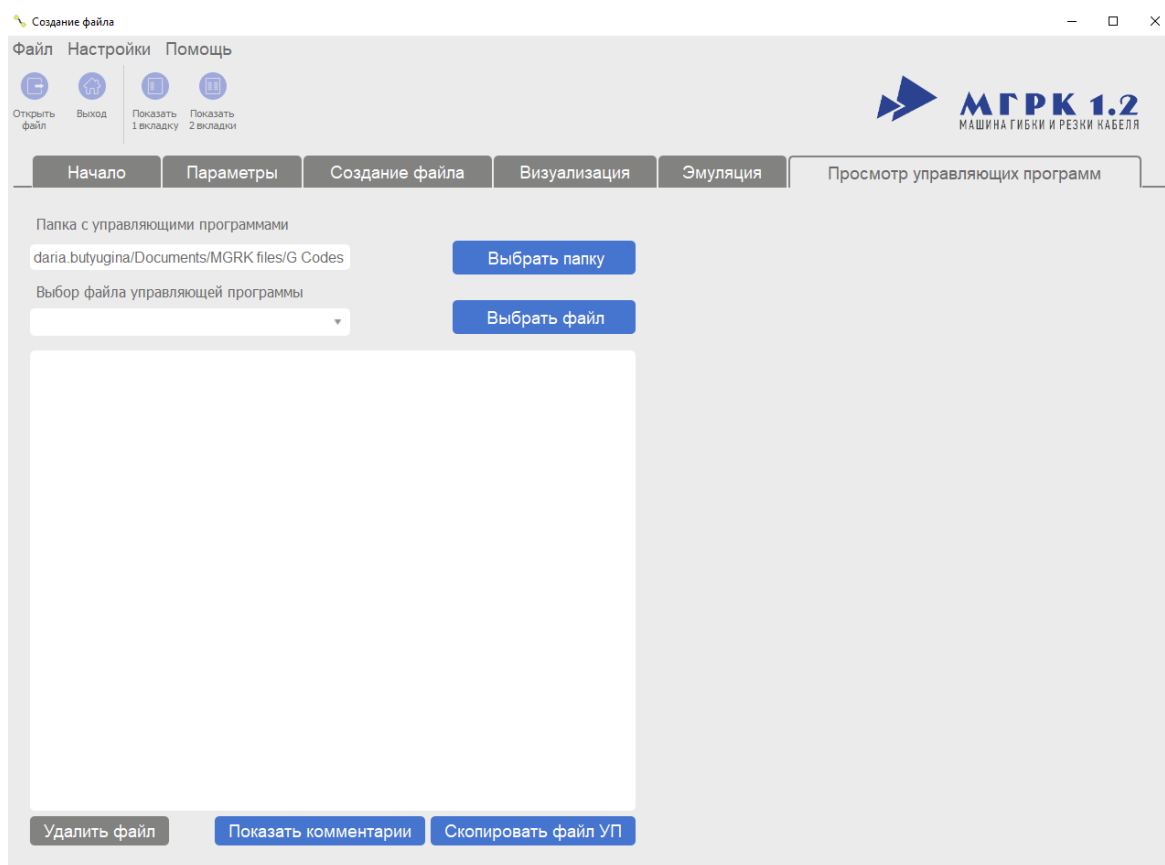 Создание файла
Файл Настройки Помощь
Открыть файл
Выход
Показать 1 вкладку
Показать 2 вкладки
МГРК 1.2
МАШИНА ГИБКИ И РЕЗКИ КАБЕЛЯ
Начало Параметры Создание файла Визуализация Эмуляция Просмотр управляющих программ
Папка с управляющими программами
daria.butyugina/Documents/MGRK files/G Codes Выбрать папку
Выбор файла управляющей программы
Выбрать файл
Удалить файл Показать комментарии Скопировать файл УП